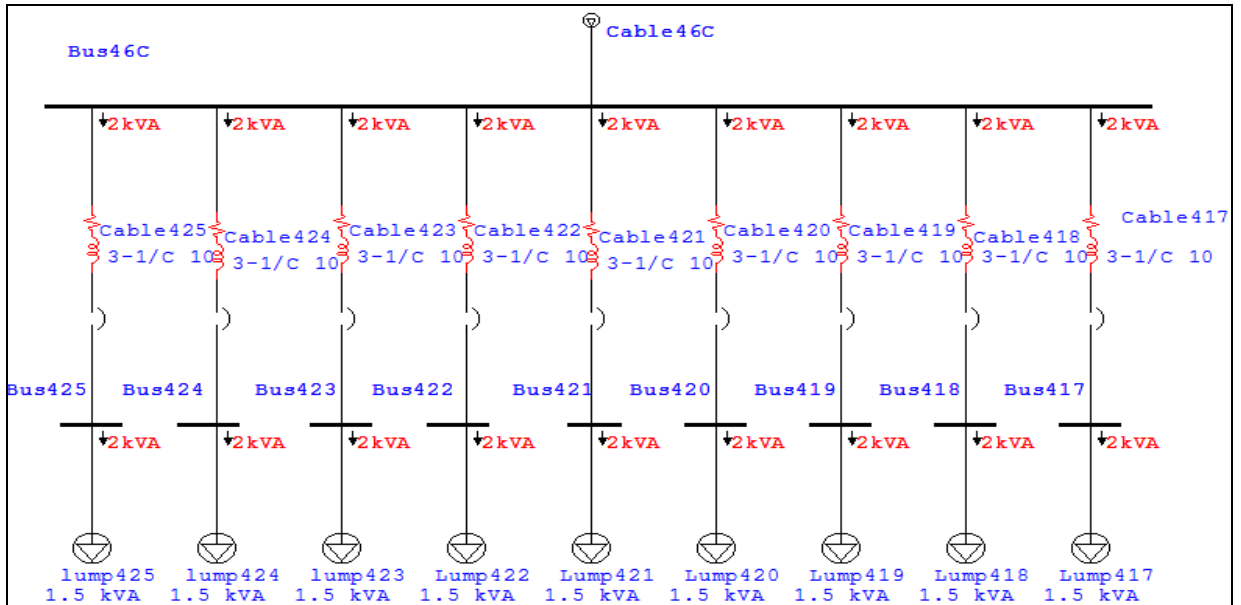 Cable46C
Bus46C
2kVA 2kVA 2kVA 2kVA 2kVA 2kVA 2kVA 2kVA 2kVA
Cable425 Cable424 Cable423 Cable422 Cable421 Cable420 Cable419 Cable418 Cable417
3-1/C 10 3-1/C 10 3-1/C 10 3-1/C 10 3-1/C 10 3-1/C 10 3-1/C 10 3-1/C 10 3-1/C 10
Bus425 Bus424 Bus423 Bus422 Bus421 Bus420 Bus419 Bus418 Bus417
2kVA 2kVA 2kVA 2kVA 2kVA 2kVA 2kVA 2kVA 2kVA
lump425 lump424 lump423 Lump422 Lump421 Lump420 Lump419 Lump418 Lump417
1.5 kVA 1.5 kVA 1.5 kVA 1.5 kVA 1.5 kVA 1.5 kVA 1.5 kVA 1.5 kVA 1.5 kVA